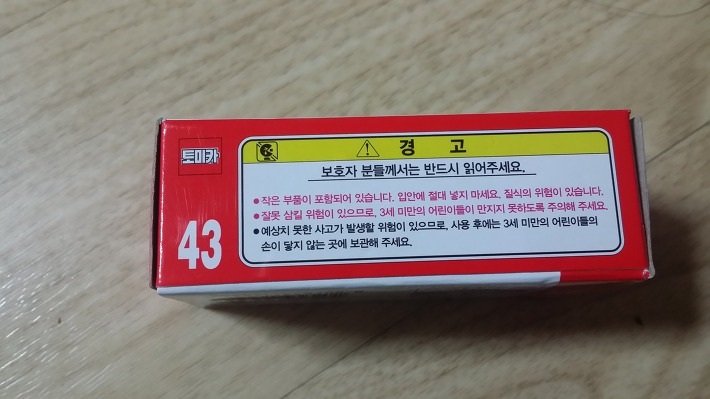 토미카
43
경 고
보호자 분들께서는 반드시 읽어주세요.
●작은 부품이 포함되어 있습니다. 입안에 절대 넣지 마세요. 질식의 위험이 있습니다.
●잘못 삼킬 위험이 있으므로, 3세 미만의 어린이들이 만지지 못하도록 주의해 주세요.
●예상치 못한 사고가 발생할 위험이 있으므로, 사용 후에는 3세 미만의 어린이들의
손이 닿지 않는 곳에 보관해 주세요.